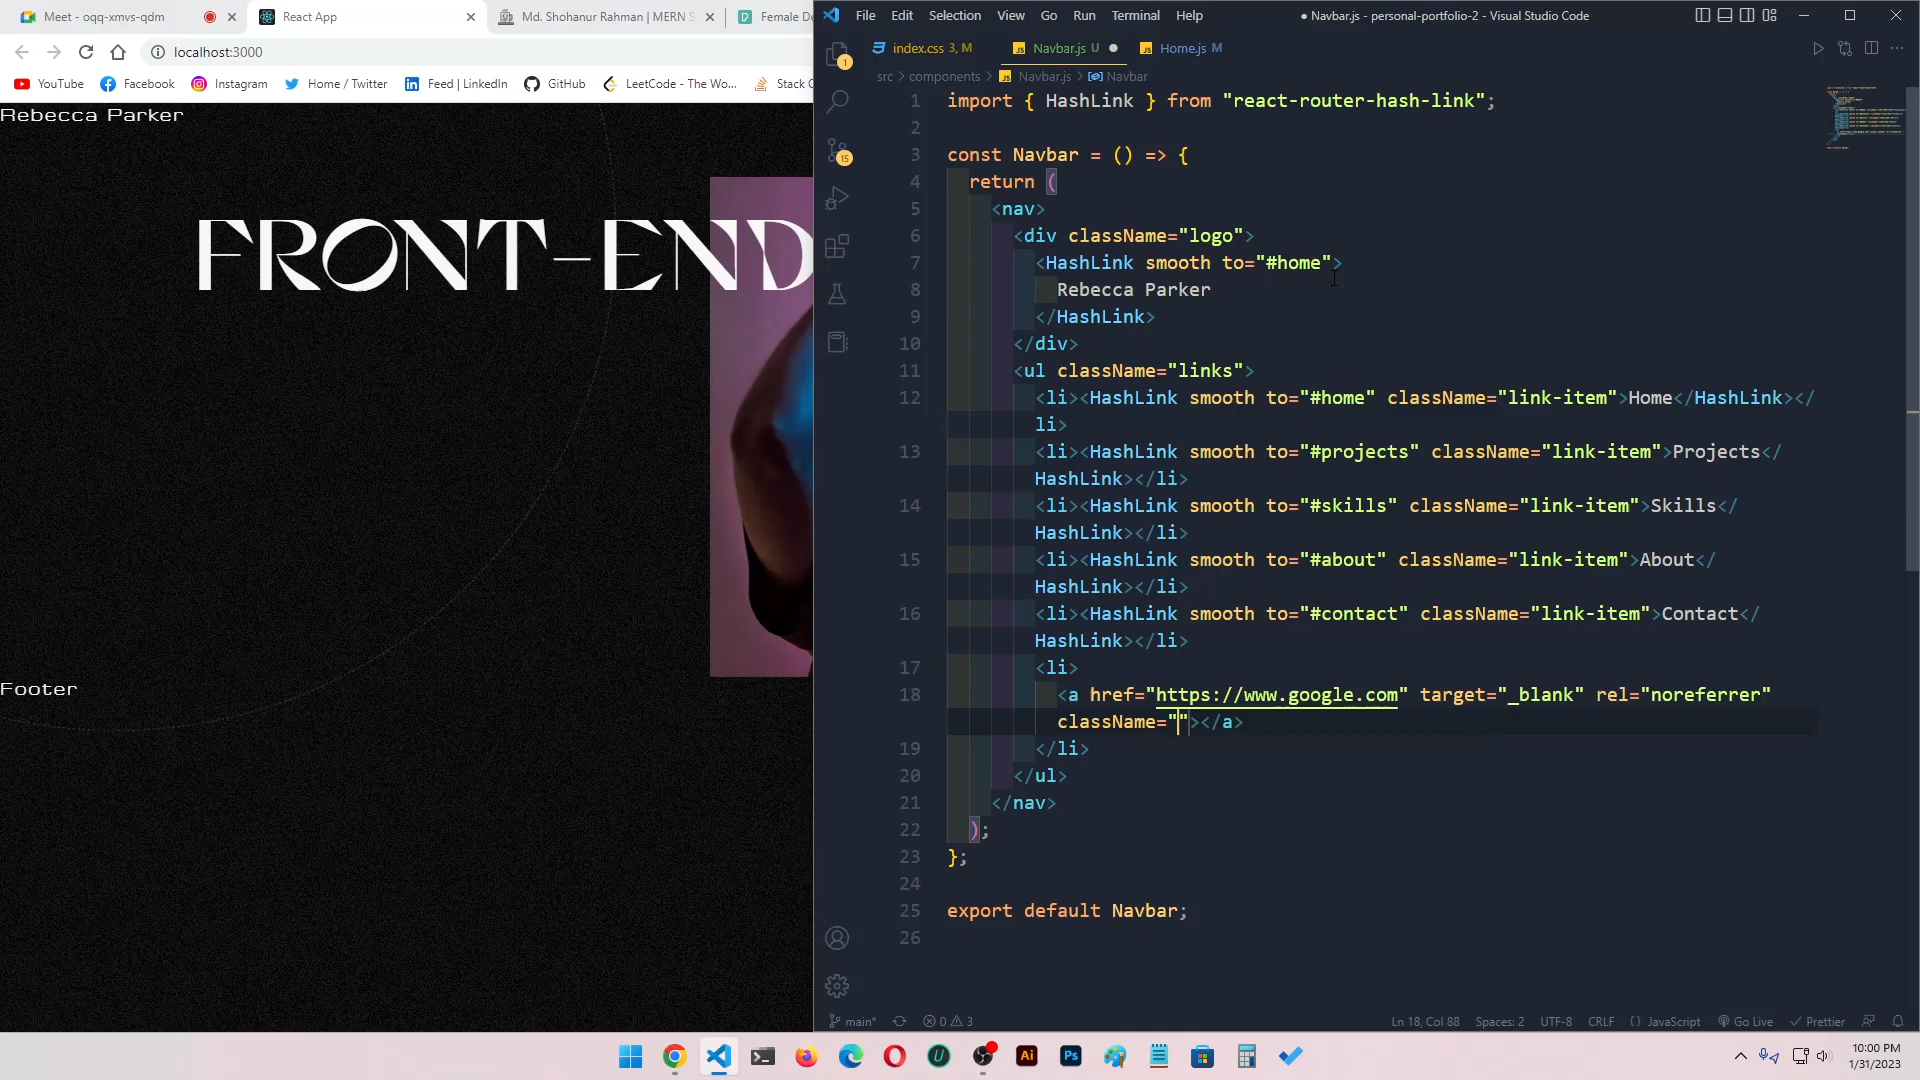 Meet - oqq-xmvs-qdm
React App
Md. Shohanur Rahman | MERN S
Female De
localhost:3000
YouTube
Facebook
Instagram
Home / Twitter
Feed | LinkedIn
GitHub
LeetCode - The Wo...
Stack C
Rebecca Parker
FRONT-END
Footer
File Edit Selection View Go Run Terminal Help
● Navbar.js - personal-portfolio-2 - Visual Studio Code
index.css 3, M
Navbar.js U ●
Home.js M
src > components > Navbar.js > Navbar
1
15
1 import { HashLink } from "react-router-hash-link";
2
3 const Navbar = () => {
4 return (
5 <nav>
6 <div className="logo">
7 <HashLink smooth to="#home">
8 Rebecca Parker
9 </HashLink>
10 </div>
11 <ul className="links">
12 <li><HashLink smooth to="#home" className="link-item">Home</HashLink></
li>
13 <li><HashLink smooth to="#projects" className="link-item">Projects</
HashLink></li>
14 <li><HashLink smooth to="#skills" className="link-item">Skills</
HashLink></li>
15 <li><HashLink smooth to="#about" className="link-item">About</
HashLink></li>
16 <li><HashLink smooth to="#contact" className="link-item">Contact</
HashLink></li>
17 <li>
18 <a href="https://www.google.com" target="_blank" rel="noreferrer"
className=""></a>
19 </li>
20 </ul>
21 </nav>
22 );
23 };
24
25 export default Navbar;
26
main* 0 3
Ln 18, Col 88 Spaces: 2 UTF-8 CRLF {} JavaScript Go Live Prettier
U
Ai
Ps
10:00 PM
1/31/2023